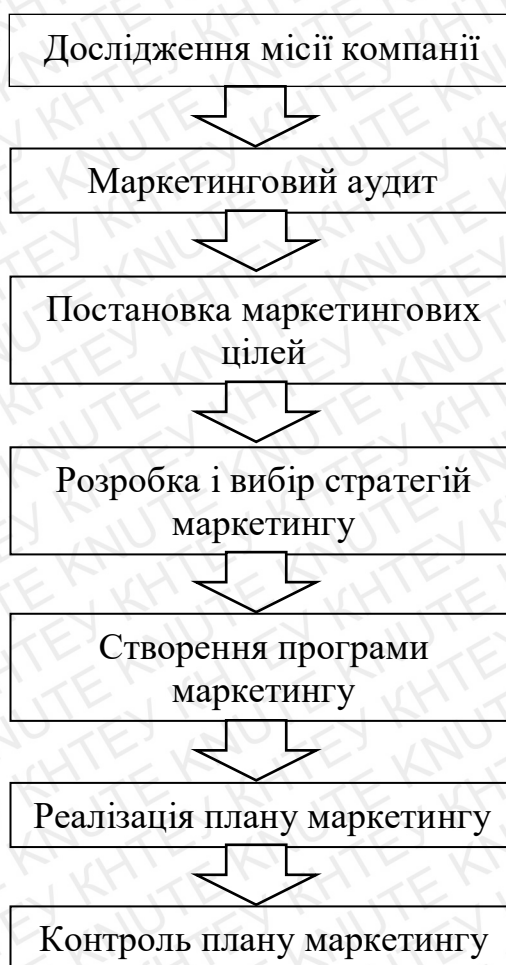 Дослідження місії компанії
Маркетинговий аудит
Постановка маркетингових
цілей
Розробка і вибір стратегій
маркетингу
Створення програми
маркетингу
Реалізація плану маркетингу
Контроль плану маркетингу